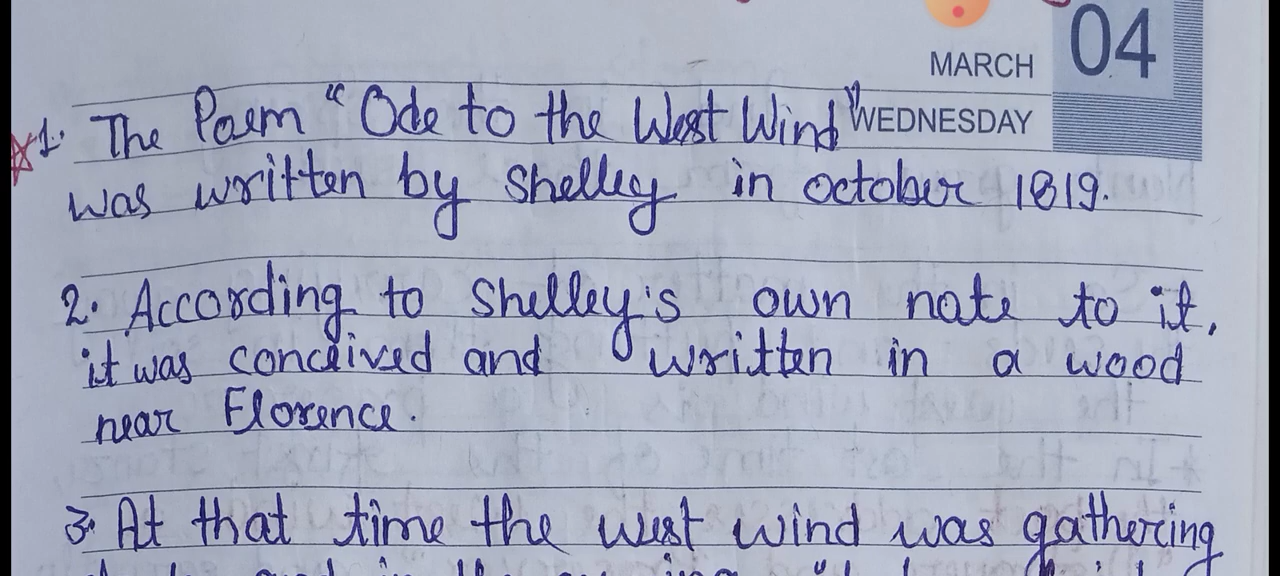 MARCH 04
WEDNESDAY
1. The Poem "Ode to the West Wind"
was written by Shelley in october 1819.
2. According to Shelley's own note to it,
it was conceived and written in a wood
near Florence.
3. At that time the west wind was gathering